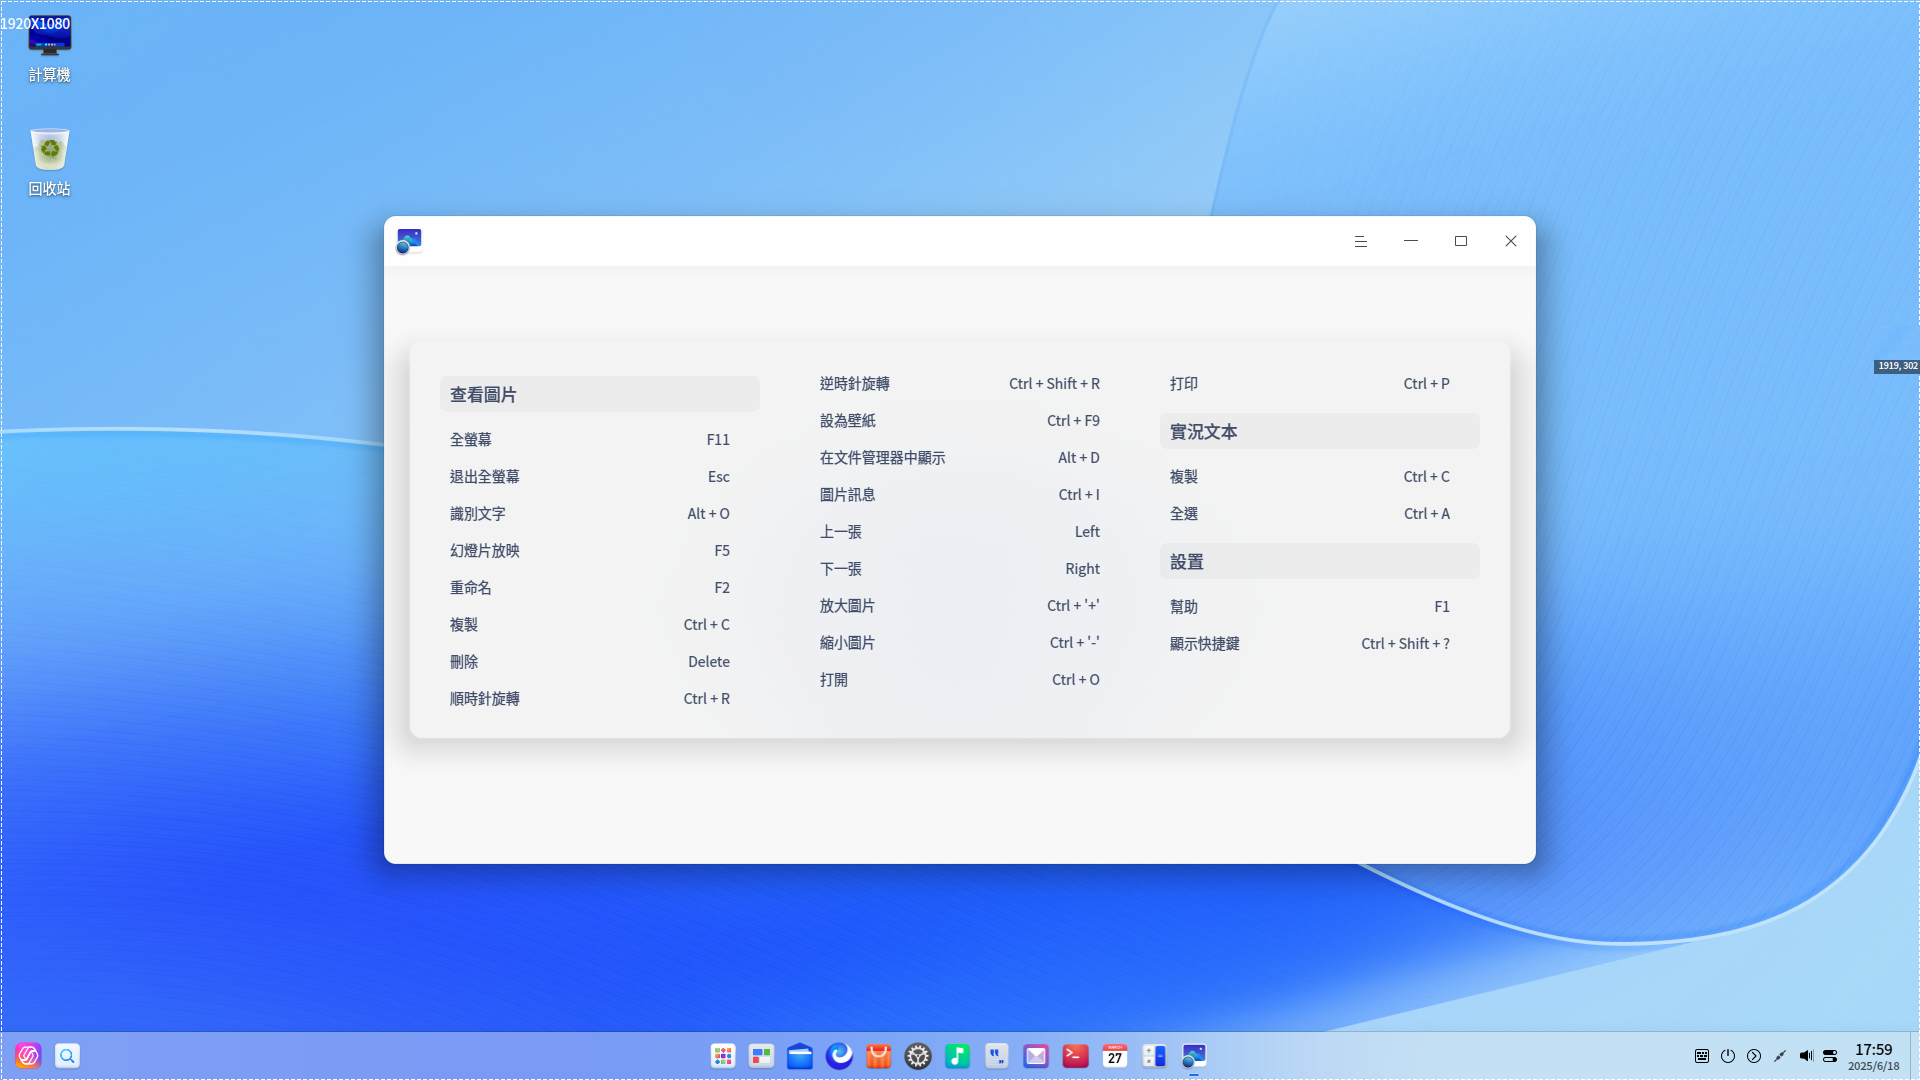 1920X1080
計算機
回收站
1919, 302
查看圖片
全螢幕 F11
退出全螢幕 Esc
識別文字 Alt + O
幻燈片放映 F5
重命名 F2
複製 Ctrl + C
刪除 Delete
順時針旋轉 Ctrl + R
逆時針旋轉 Ctrl + Shift + R
設為壁紙 Ctrl + F9
在文件管理器中顯示 Alt + D
圖片訊息 Ctrl + I
上一張 Left
下一張 Right
放大圖片 Ctrl + '+'
縮小圖片 Ctrl + '-'
打開 Ctrl + O
打印 Ctrl + P
實況文本
複製 Ctrl + C
全選 Ctrl + A
設置
幫助 F1
顯示快捷鍵 Ctrl + Shift + ?
MARCH
27
17:59
2025/6/18